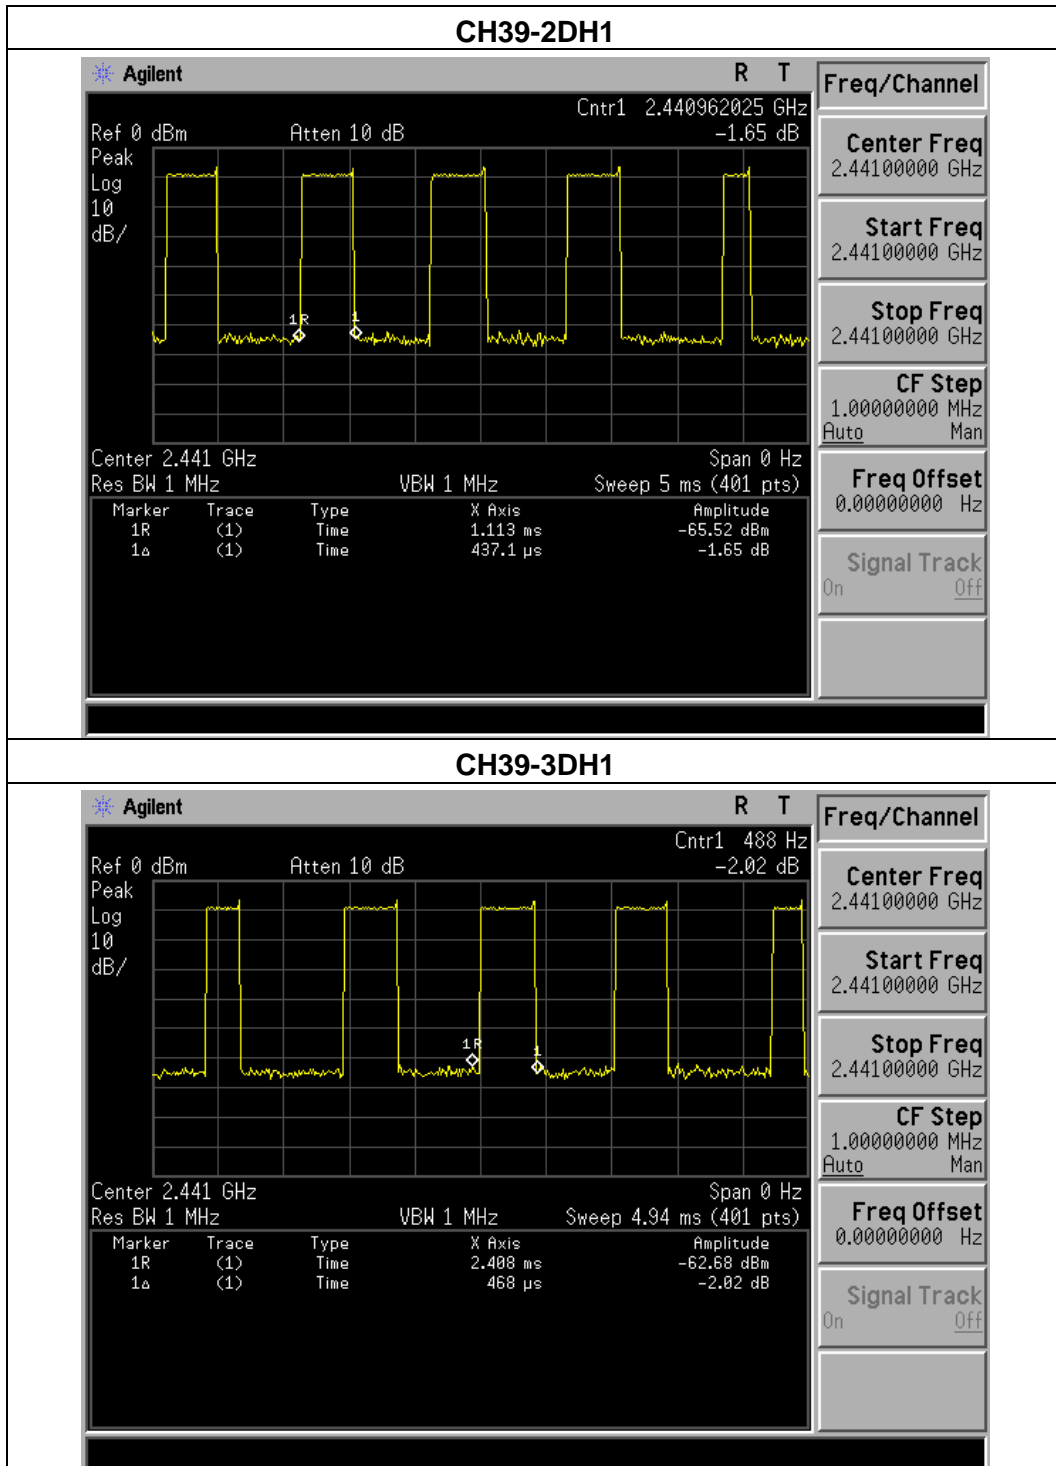 CH39-2DH1
Agilent R T
Freq/Channel
Cntr1 2.440962025 GHz
Ref 0 dBm Atten 10 dB -1.65 dB
Peak
Log
10
dB/
1R 1
Center 2.441 GHz Span 0 Hz
Res BW 1 MHz VBW 1 MHz Sweep 5 ms (401 pts)
Marker Trace Type X Axis Amplitude
1R (1) Time 1.113 ms -65.52 dBm
1Δ (1) Time 437.1 µs -1.65 dB
Center Freq
2.44100000 GHz
Start Freq
2.44100000 GHz
Stop Freq
2.44100000 GHz
CF Step
1.00000000 MHz
Auto Man
Freq Offset
0.00000000 Hz
Signal Track
On Off
CH39-3DH1
Agilent R T
Freq/Channel
Cntr1 488 Hz
Ref 0 dBm Atten 10 dB -2.02 dB
Peak
Log
10
dB/
1R 1
Center 2.441 GHz Span 0 Hz
Res BW 1 MHz VBW 1 MHz Sweep 4.94 ms (401 pts)
Marker Trace Type X Axis Amplitude
1R (1) Time 2.408 ms -62.68 dBm
1Δ (1) Time 468 µs -2.02 dB
Center Freq
2.44100000 GHz
Start Freq
2.44100000 GHz
Stop Freq
2.44100000 GHz
CF Step
1.00000000 MHz
Auto Man
Freq Offset
0.00000000 Hz
Signal Track
On Off